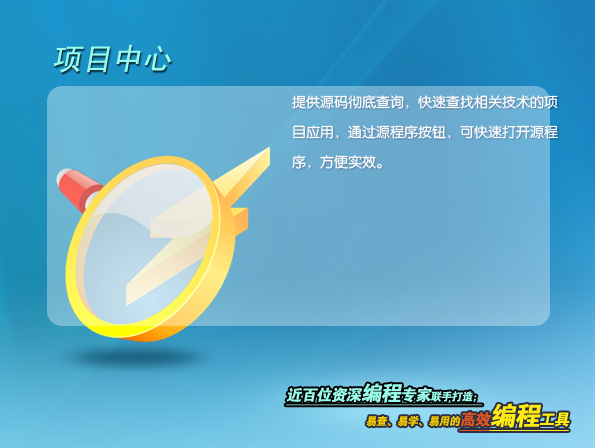 项目中心
提供源码彻底查询，快速查找相关技术的项
目应用，通过源程序按钮，可快速打开源程
序，方便实效。
近百位资深编程专家联手打造；
易查、易学、易用的高效编程工具